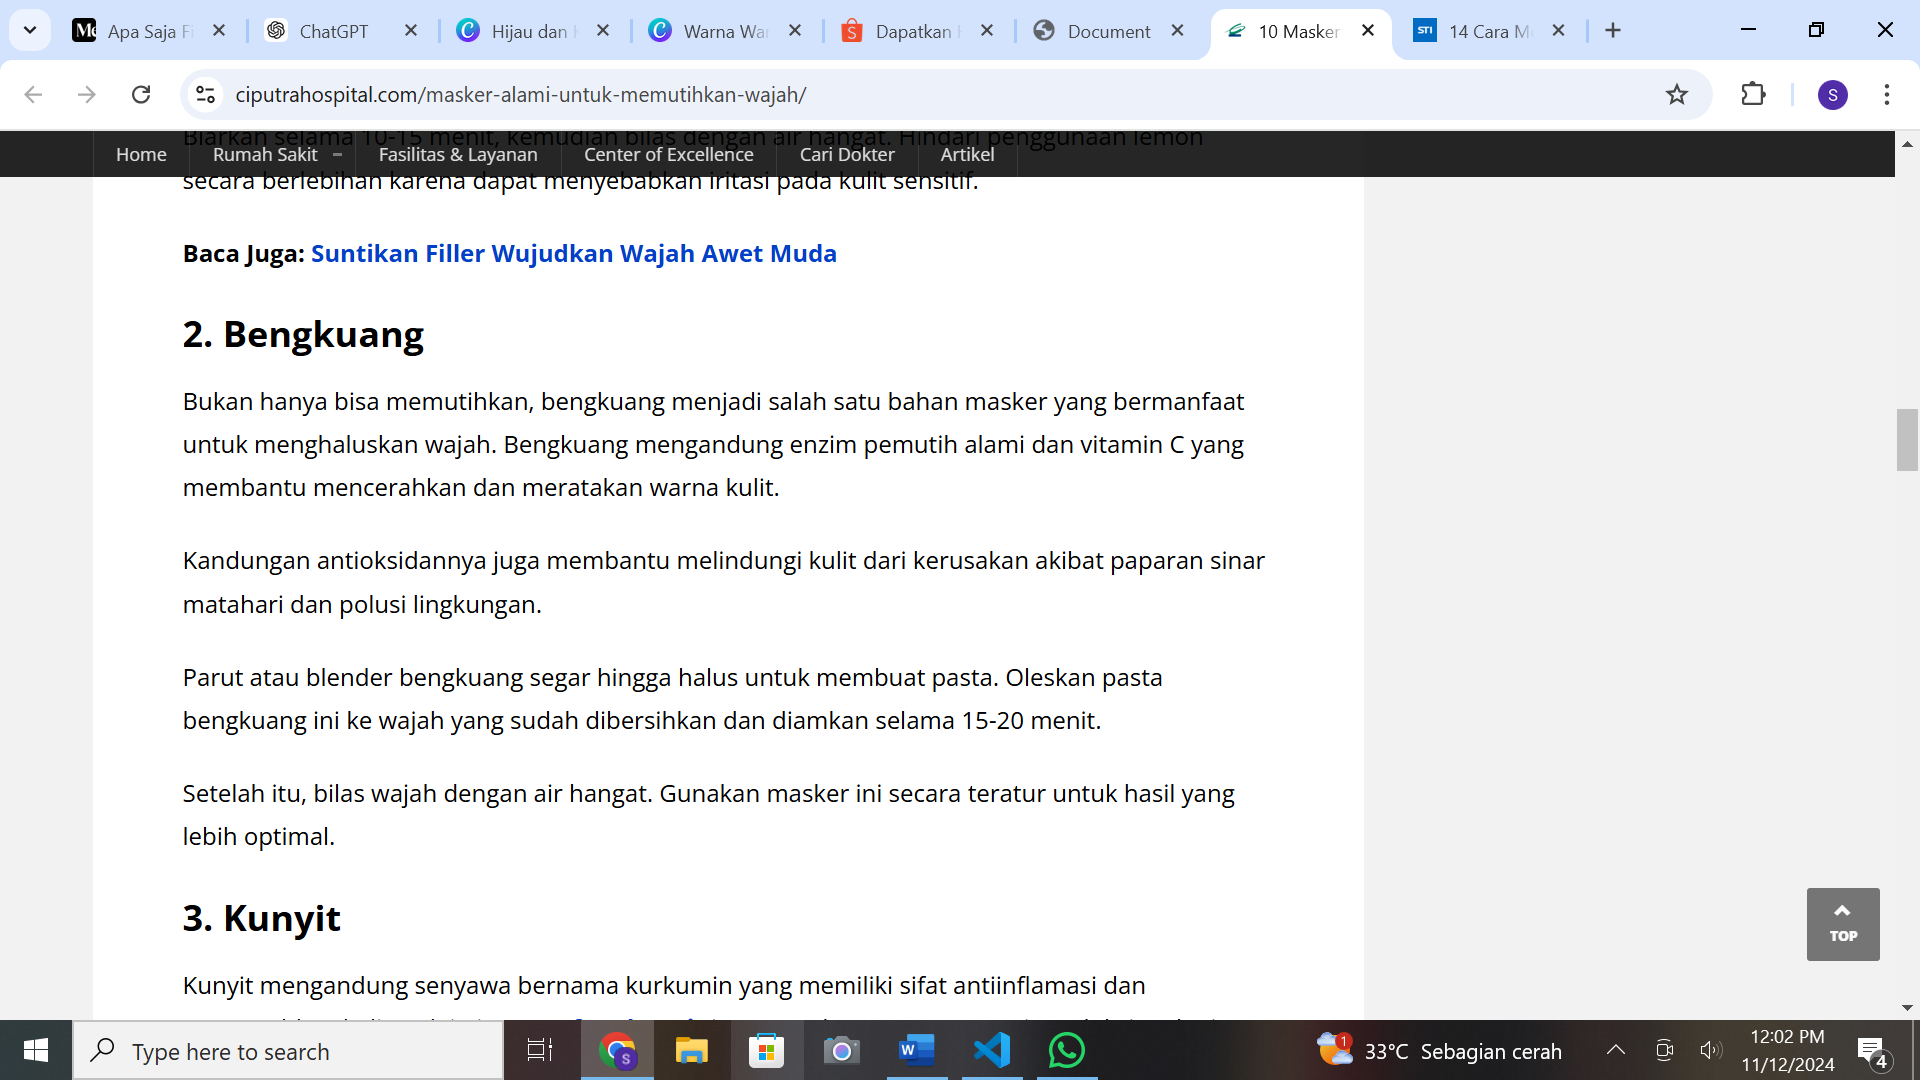 Apa Saja Fi
ChatGPT
Hijau dan
Warna War
Dapatkan
Document
10 Masker
14 Cara Me
ciputrahospital.com/masker-alami-untuk-memutihkan-wajah/
S
Biarkan selama 10-15 menit, kemudian bilas dengan air hangat. Hindari penggunaan lemon
Home Rumah Sakit Fasilitas & Layanan Center of Excellence Cari Dokter Artikel
secara berlebihan karena dapat menyebabkan iritasi pada kulit sensitif.
Baca Juga: Suntikan Filler Wujudkan Wajah Awet Muda
2. Bengkuang
Bukan hanya bisa memutihkan, bengkuang menjadi salah satu bahan masker yang bermanfaat
untuk menghaluskan wajah. Bengkuang mengandung enzim pemutih alami dan vitamin C yang
membantu mencerahkan dan meratakan warna kulit.
Kandungan antioksidannya juga membantu melindungi kulit dari kerusakan akibat paparan sinar
matahari dan polusi lingkungan.
Parut atau blender bengkuang segar hingga halus untuk membuat pasta. Oleskan pasta
bengkuang ini ke wajah yang sudah dibersihkan dan diamkan selama 15-20 menit.
Setelah itu, bilas wajah dengan air hangat. Gunakan masker ini secara teratur untuk hasil yang
lebih optimal.
3. Kunyit
Kunyit mengandung senyawa bernama kurkumin yang memiliki sifat antiinflamasi dan
TOP
Type here to search
1
33°C Sebagian cerah
12:02 PM
11/12/2024
4